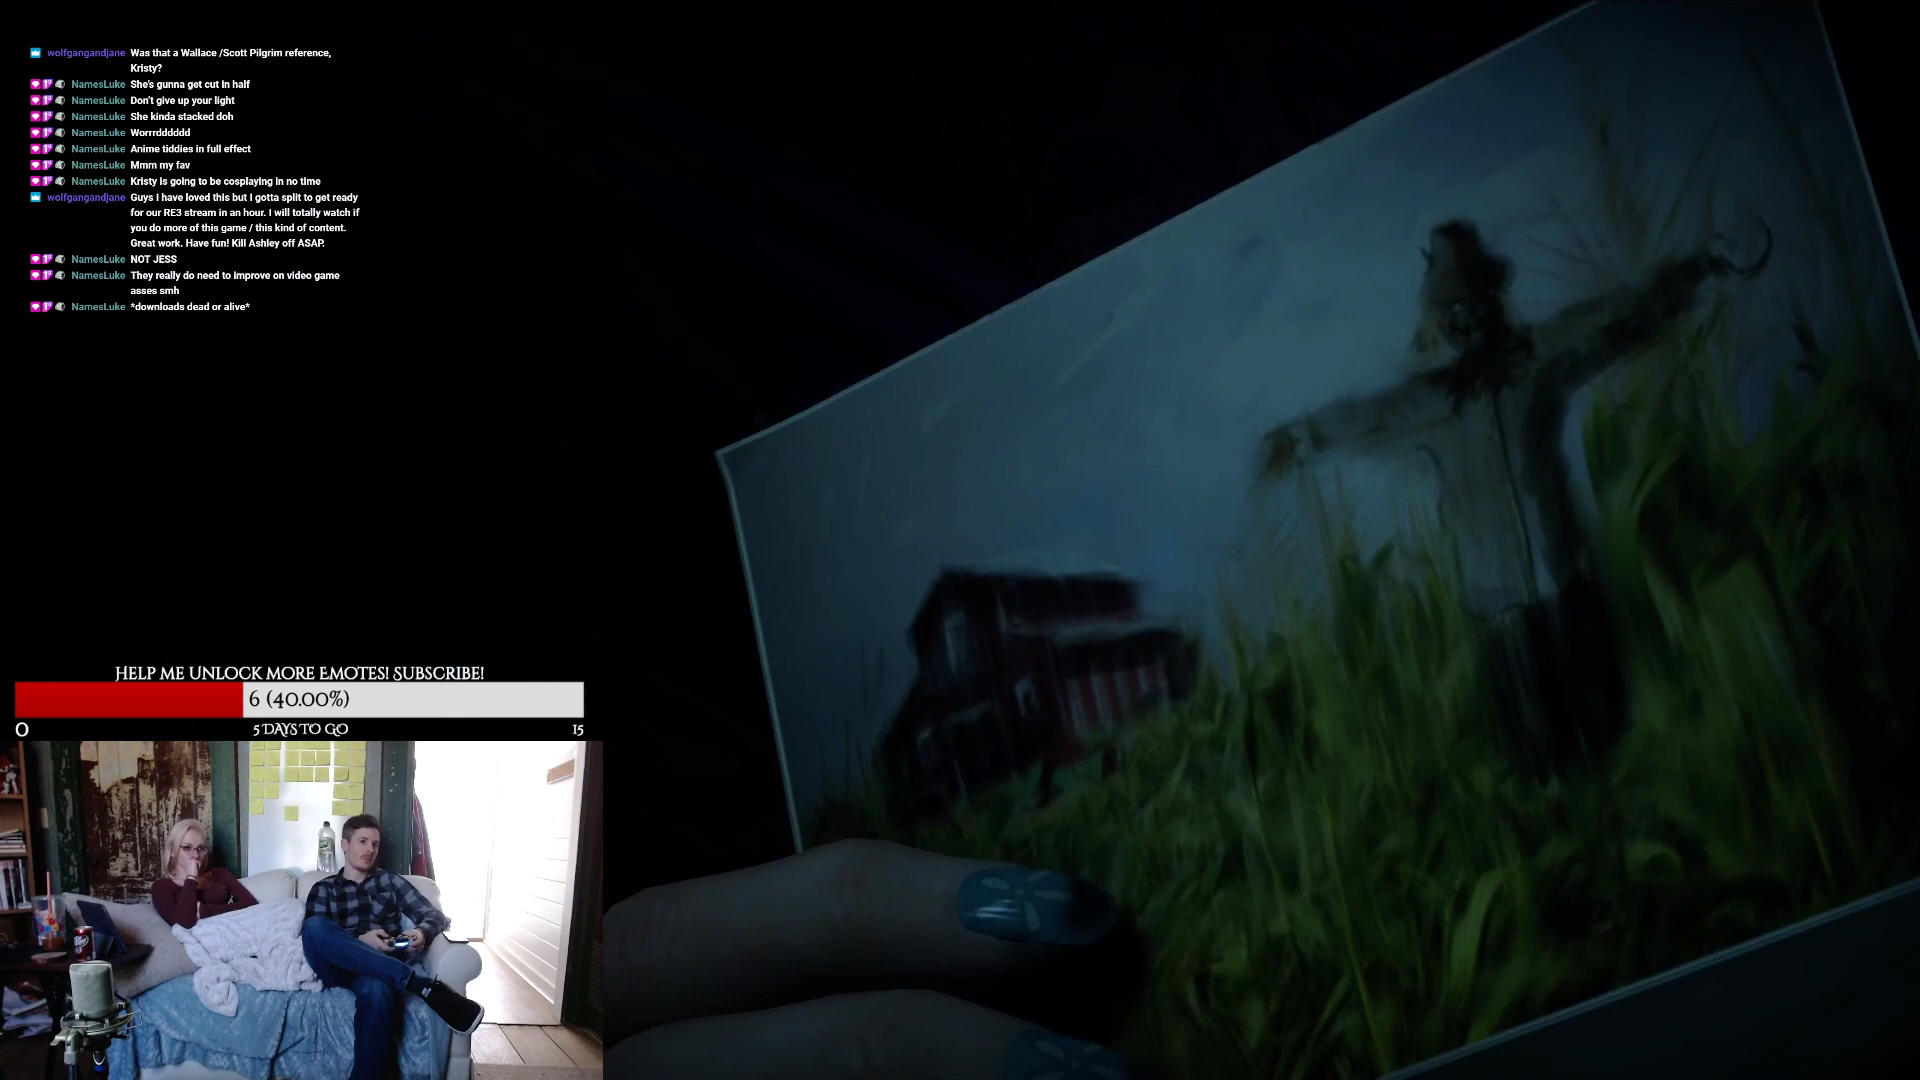 wolfgangandjane Was that a Wallace /Scott Pilgrim reference,
Kristy?
NamesLuke She's gunna get cut in half
NamesLuke Don't give up your light
NamesLuke She kinda stacked doh
NamesLuke Worrrdddddd
NamesLuke Anime tiddies in full effect
NamesLuke Mmm my fav
NamesLuke Kristy is going to be cosplaying in no time
wolfgangandjane Guys I have loved this but I gotta split to get ready
for our RE3 stream in an hour. I will totally watch if
you do more of this game / this kind of content.
Great work. Have fun! Kill Ashley off ASAP.
NamesLuke NOT JESS
NamesLuke They really do need to improve on video game
asses smh
NamesLuke *downloads dead or alive*
Help me unlock more emotes! Subscribe!
6 (40.00%)
0 5 days to go 15